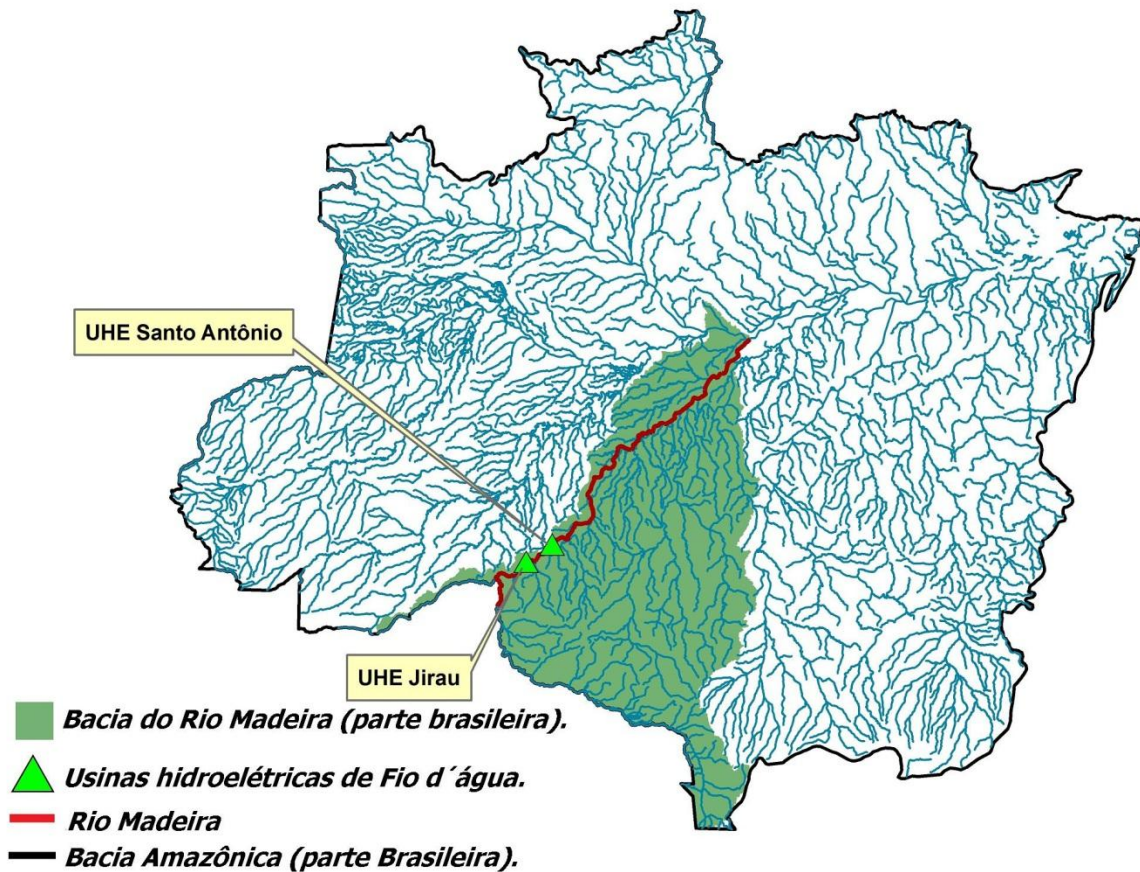 UHE Santo Antônio
UHE Jirau
Bacia do Rio Madeira (parte brasileira).
Usinas hidroelétricas de Fio d´água.
Rio Madeira
Bacia Amazônica (parte Brasileira).